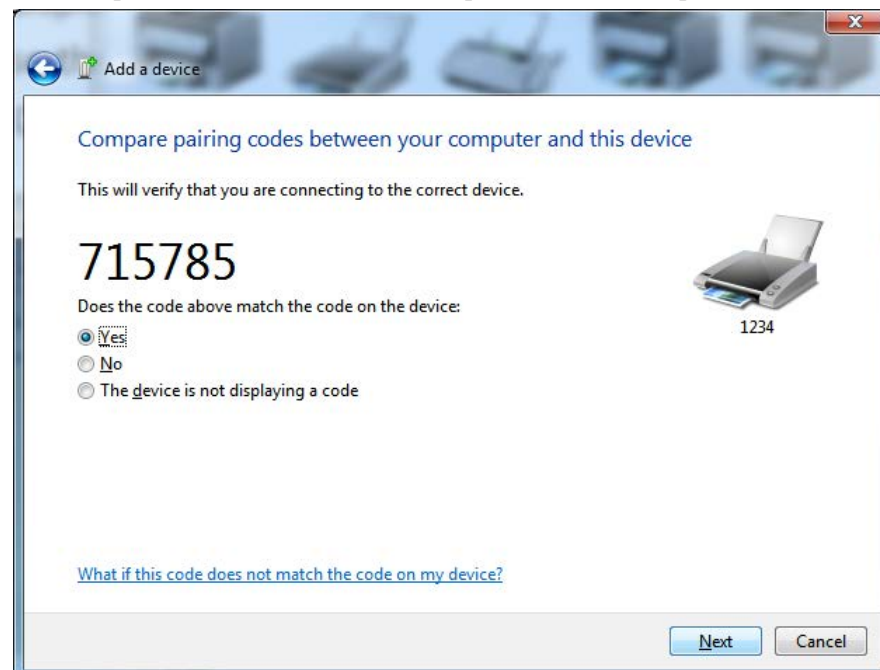 Add a device
Compare pairing codes between your computer and this device
This will verify that you are connecting to the correct device.
715785
Does the code above match the code on the device:
1234
Yes
No
The device is not displaying a code
What if this code does not match the code on my device?
Next Cancel